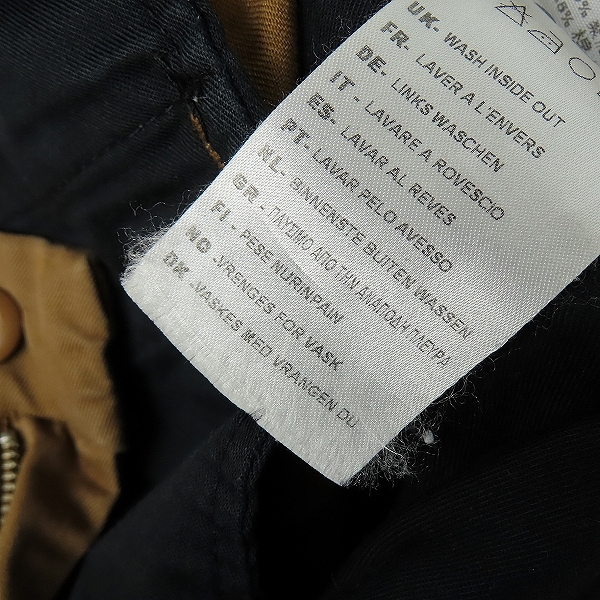 UK- WASH INSIDE OUT
FR- LAVER A L'ENVERS
DE- LINKS WASCHEN
IT - LAVARE A ROVESCIO
ES- LAVAR AL REVES
PT- LAVAR PELO AVESSO
NL- BINNENSTE BUITEN WASSEN
GR - ΠΛΥΣΙΜΟ ΑΠΟ ΤΗΝ ΑΝΑΠΟΔΗ ΠΛΕΥΡΑ
FI - PESE NURINPAIN
NO -VRENGES FOR VASK
DK -VASKES MED VRANGEN UD